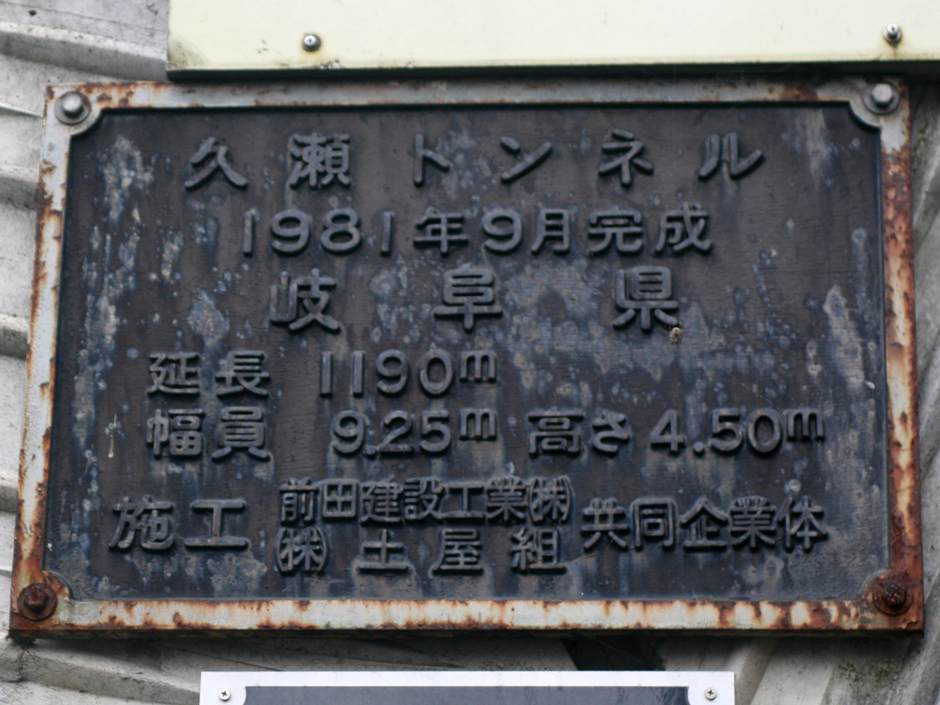 久瀬トンネル
1981年9月完成
岐阜県
延長 1190m
幅員 9.25m 高さ4.50m
施工 前田建設工業㈱ ㈱土屋組 共同企業体